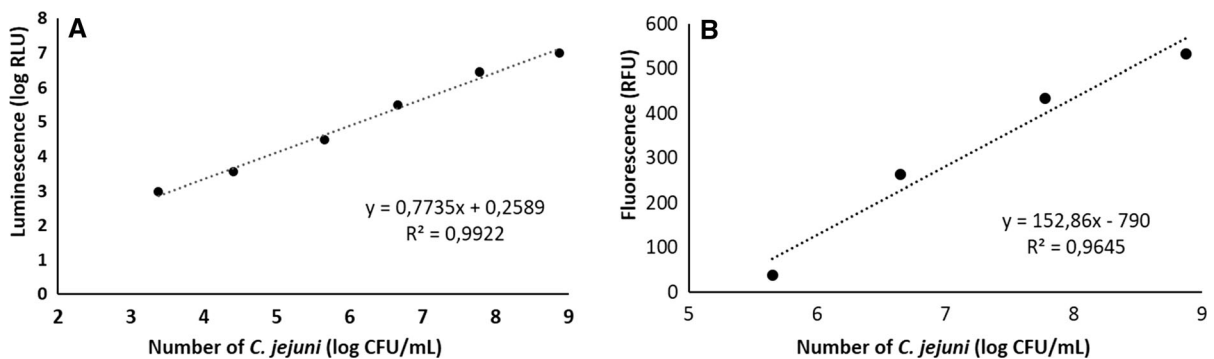 A
Luminescence (log RLU)
8
7
6
5
4
3
2
1
0
y = 0,7735x + 0,2589
R² = 0,9922
2 3 4 5 6 7 8 9
Number of C. jejuni (log CFU/mL)
B
Fluorescence (RFU)
600
500
400
300
200
100
0
y = 152,86x - 790
R² = 0,9645
5 6 7 8 9
Number of C. jejuni (log CFU/mL)